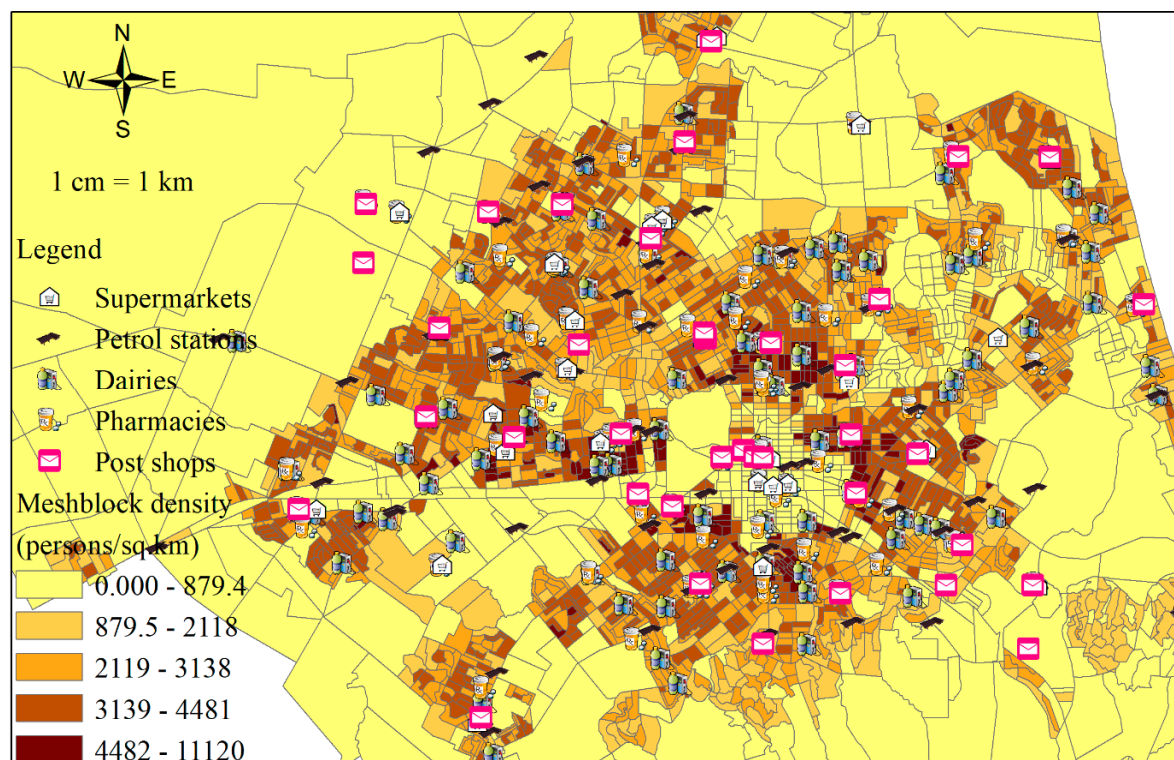 N
W E
S
1 cm = 1 km
Legend
Supermarkets
Petrol stations
Dairies
Pharmacies
Post shops
Meshblock density
(persons/sq.km)
0.000 - 879.4
879.5 - 2118
2119 - 3138
3139 - 4481
4482 - 11120